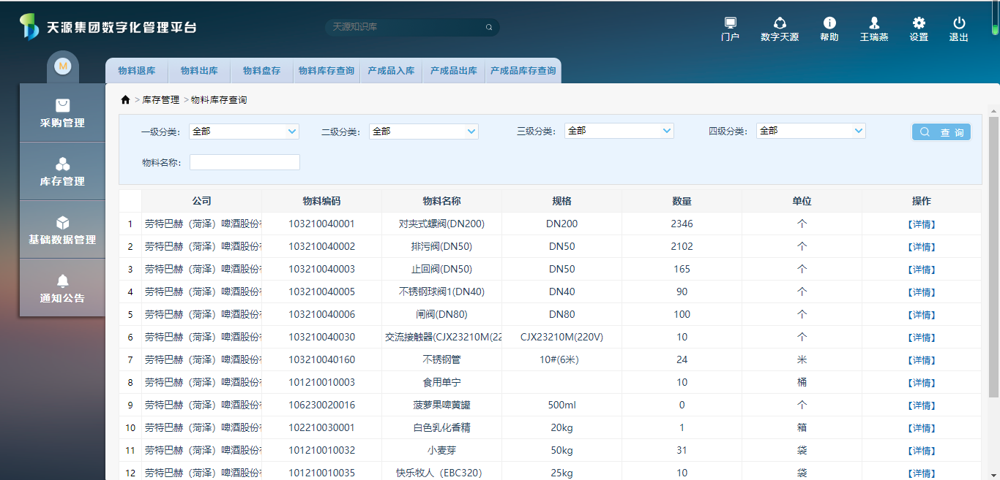 天源集团数字化管理平台
天源知识库
门户 数字天源 帮助 王瑞燕 设置 退出
M
物料退库 物料出库 物料盘存 物料库存查询 产成品入库 产成品出库 产成品库存查询
采购管理
库存管理
基础数据管理
通知公告
> 库存管理 > 物料库存查询
一级分类: 全部 二级分类: 全部 三级分类: 全部 四级分类: 全部 查 询
物料名称:
公司 物料编码 物料名称 规格 数量 单位 操作
1 劳特巴赫（菏泽）啤酒股份 103210040001 对夹式螺阀(DN200) DN200 2346 个 【详情】
2 劳特巴赫（菏泽）啤酒股份 103210040002 排污阀(DN50) DN50 2102 个 【详情】
3 劳特巴赫（菏泽）啤酒股份 103210040003 止回阀(DN50) DN50 165 个 【详情】
4 劳特巴赫（菏泽）啤酒股份 103210040005 不锈钢球阀1(DN40) DN40 90 个 【详情】
5 劳特巴赫（菏泽）啤酒股份 103210040006 闸阀(DN80) DN80 100 个 【详情】
6 劳特巴赫（菏泽）啤酒股份 103210040030 交流接触器(CJX23210M(22 CJX23210M(220V) 10 个 【详情】
7 劳特巴赫（菏泽）啤酒股份 103210040160 不锈钢管 10#(6米) 24 米 【详情】
8 劳特巴赫（菏泽）啤酒股份 101210010003 食用单宁 10 桶 【详情】
9 劳特巴赫（菏泽）啤酒股份 106230020016 菠萝果啤黄罐 500ml 0 个 【详情】
10 劳特巴赫（菏泽）啤酒股份 102210030001 白色乳化香精 20kg 1 箱 【详情】
11 劳特巴赫（菏泽）啤酒股份 101210010032 小麦芽 50kg 31 袋 【详情】
12 劳特巴赫（菏泽）啤酒股份 101210010035 快乐牧人（EBC320） 25kg 10 袋 【详情】